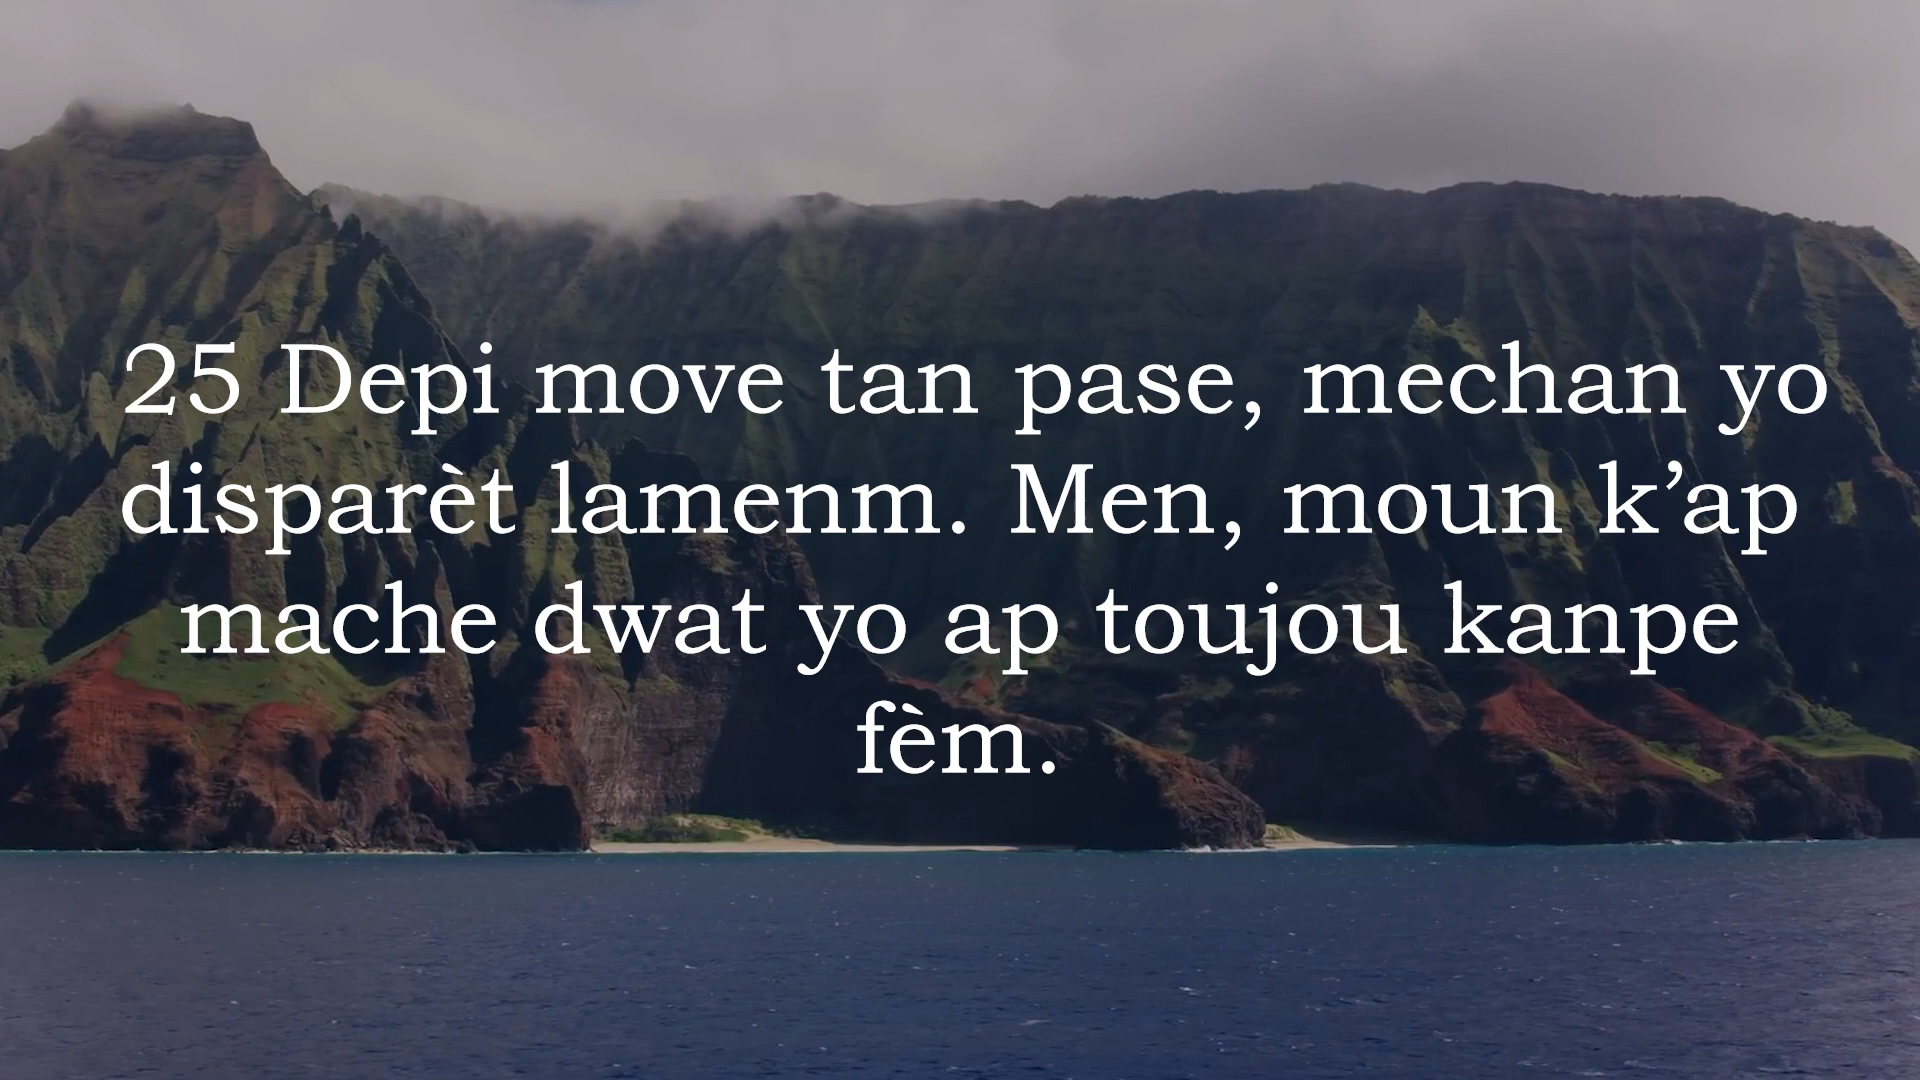 25 Depi move tan pase, mechan yo
disparèt lamenm. Men, moun k’ap
mache dwat yo ap toujou kanpe
fèm.